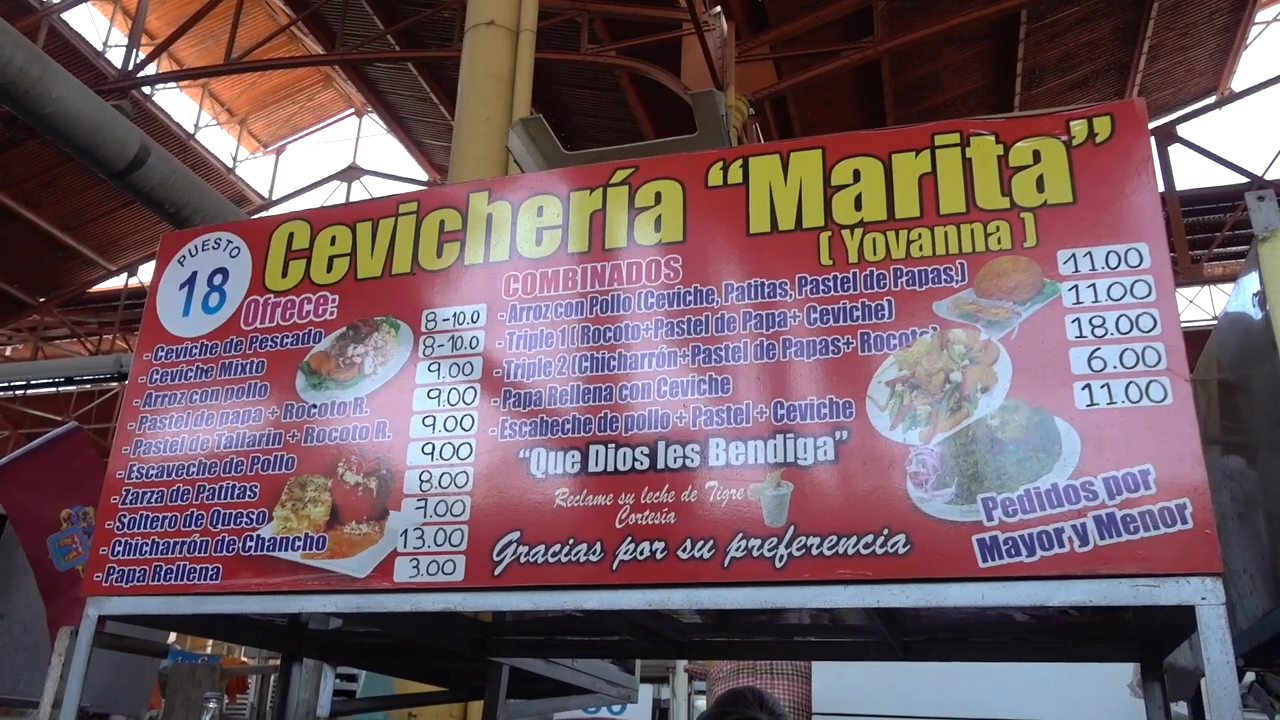 PUESTO
18
Cevichería "Marita"
( Yovanna )
Ofrece:
- Ceviche de Pescado 8-10.0
- Ceviche Mixto 8-10.0
- Arroz con pollo 9.00
- Pastel de papa + Rocoto R. 9.00
- Pastel de Tallarín + Rocoto R. 9.00
- Escaveche de Pollo 9.00
- Zarza de Patitas 8.00
- Soltero de Queso 7.00
- Chicharrón de Chancho 13.00
- Papa Rellena 3.00
COMBINADOS
- Arroz con Pollo (Ceviche, Patitas, Pastel de Papas,) 11.00
- Triple 1 ( Rocoto+Pastel de Papa+ Ceviche) 11.00
- Triple 2 (Chicharrón+Pastel de Papas+ Rocoto) 18.00
- Papa Rellena con Ceviche 6.00
- Escabeche de pollo + Pastel + Ceviche 11.00
"Que Dios les Bendiga"
Reclame su leche de Tigre
Cortesía
Gracias por su preferencia
Pedidos por
Mayor y Menor